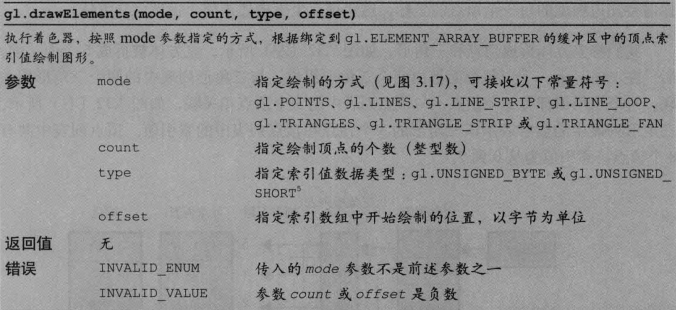 gl.drawElements(mode, count, type, offset)
执行着色器，按照 mode 参数指定的方式，根据绑定到 gl.ELEMENT_ARRAY_BUFFER 的缓冲区中的顶点索
引值绘制图形。
参数 mode 指定绘制的方式（见图 3.17），可接收以下常量符号：
gl.POINTS、gl.LINES、gl.LINE_STRIP、gl.LINE_LOOP、
gl.TRIANGLES、gl.TRIANGLE_STRIP 或 gl.TRIANGLE_FAN
count 指定绘制顶点的个数（整型数）
type 指定索引值数据类型：gl.UNSIGNED_BYTE 或 gl.UNSIGNED_
SHORT⁵
offset 指定索引数组中开始绘制的位置，以字节为单位
返回值 无
错误 INVALID_ENUM 传入的 mode 参数不是前述参数之一
INVALID_VALUE 参数 count 或 offset 是负数